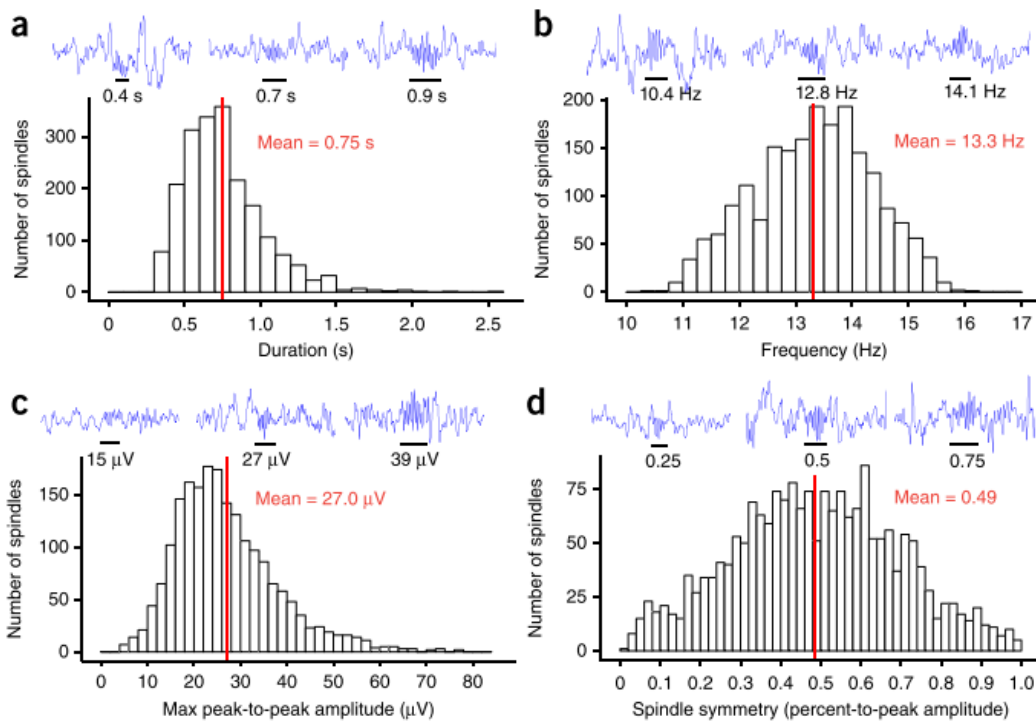 a
0.4 s
0.7 s
0.9 s
Number of spindles
300
200
100
0
Mean = 0.75 s
0 0.5 1.0 1.5 2.0 2.5
Duration (s)
b
10.4 Hz
12.8 Hz
14.1 Hz
Number of spindles
200
150
100
50
0
Mean = 13.3 Hz
10 11 12 13 14 15 16 17
Frequency (Hz)
c
15 μV
27 μV
39 μV
Number of spindles
150
100
50
0
Mean = 27.0 μV
0 10 20 30 40 50 60 70 80
Max peak-to-peak amplitude (μV)
d
0.25
0.5
0.75
Number of spindles
75
50
25
0
Mean = 0.49
0 0.1 0.2 0.3 0.4 0.5 0.6 0.7 0.8 0.9 1.0
Spindle symmetry (percent-to-peak amplitude)